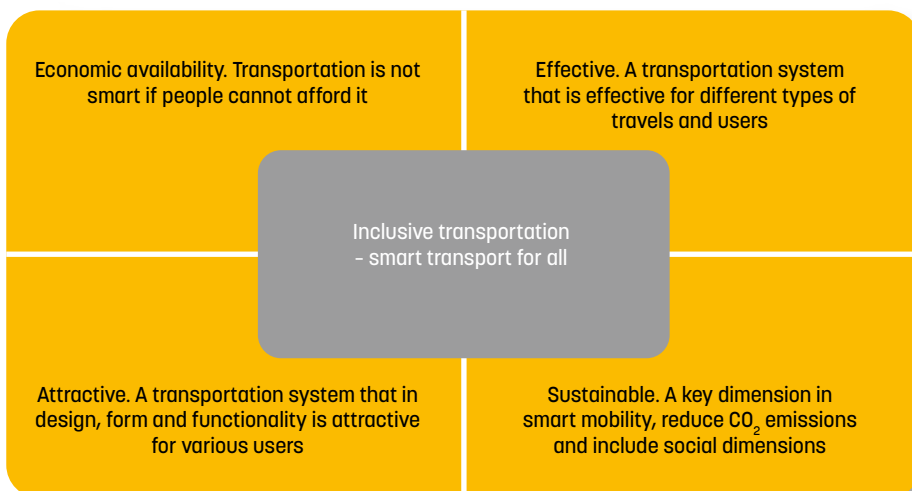 Economic availability. Transportation is not
smart if people cannot afford it
Effective. A transportation system
that is effective for different types of
travels and users
Inclusive transportation
– smart transport for all
Attractive. A transportation system that in
design, form and functionality is attractive
for various users
Sustainable. A key dimension in
smart mobility, reduce CO₂ emissions
and include social dimensions